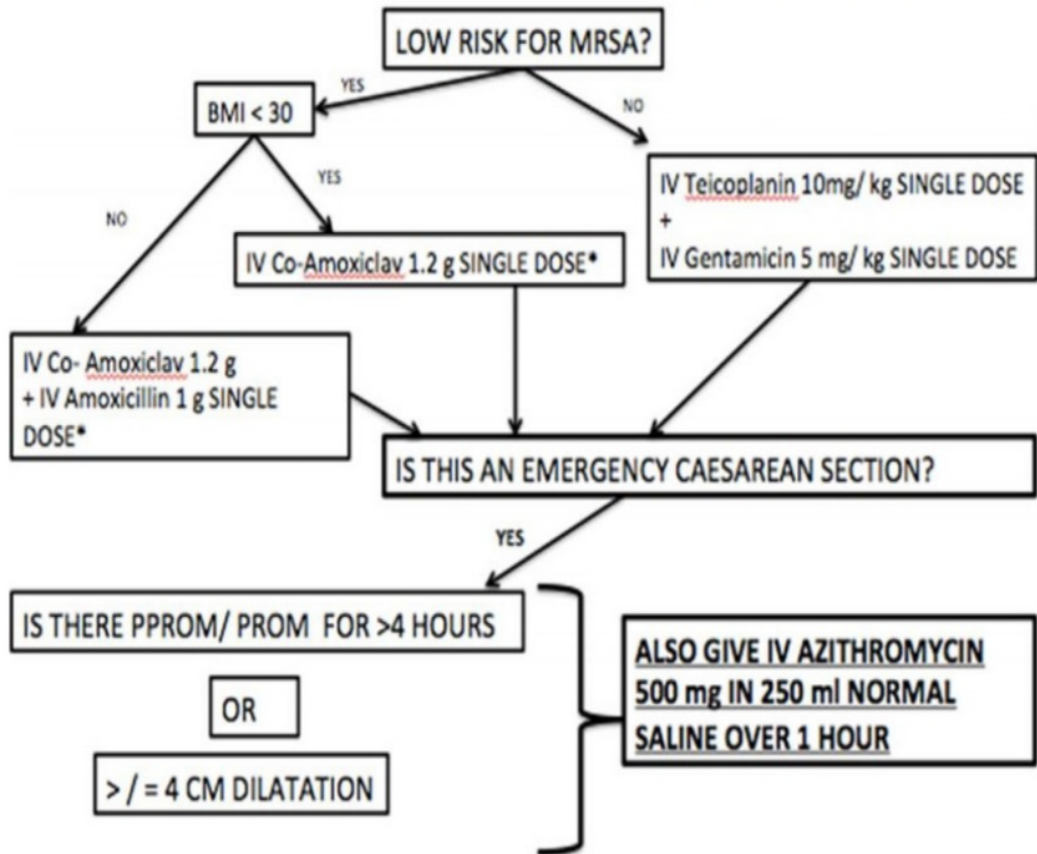 LOW RISK FOR MRSA?
YES
NO
BMI < 30
YES
NO
IV Teicoplanin 10mg/ kg SINGLE DOSE
+
IV Gentamicin 5 mg/ kg SINGLE DOSE
IV Co-Amoxiclav 1.2 g SINGLE DOSE*
IV Co- Amoxiclav 1.2 g
+ IV Amoxicillin 1 g SINGLE
DOSE*
IS THIS AN EMERGENCY CAESAREAN SECTION?
YES
IS THERE PPROM/ PROM FOR >4 HOURS
OR
> / = 4 CM DILATATION
ALSO GIVE IV AZITHROMYCIN
500 mg IN 250 ml NORMAL
SALINE OVER 1 HOUR